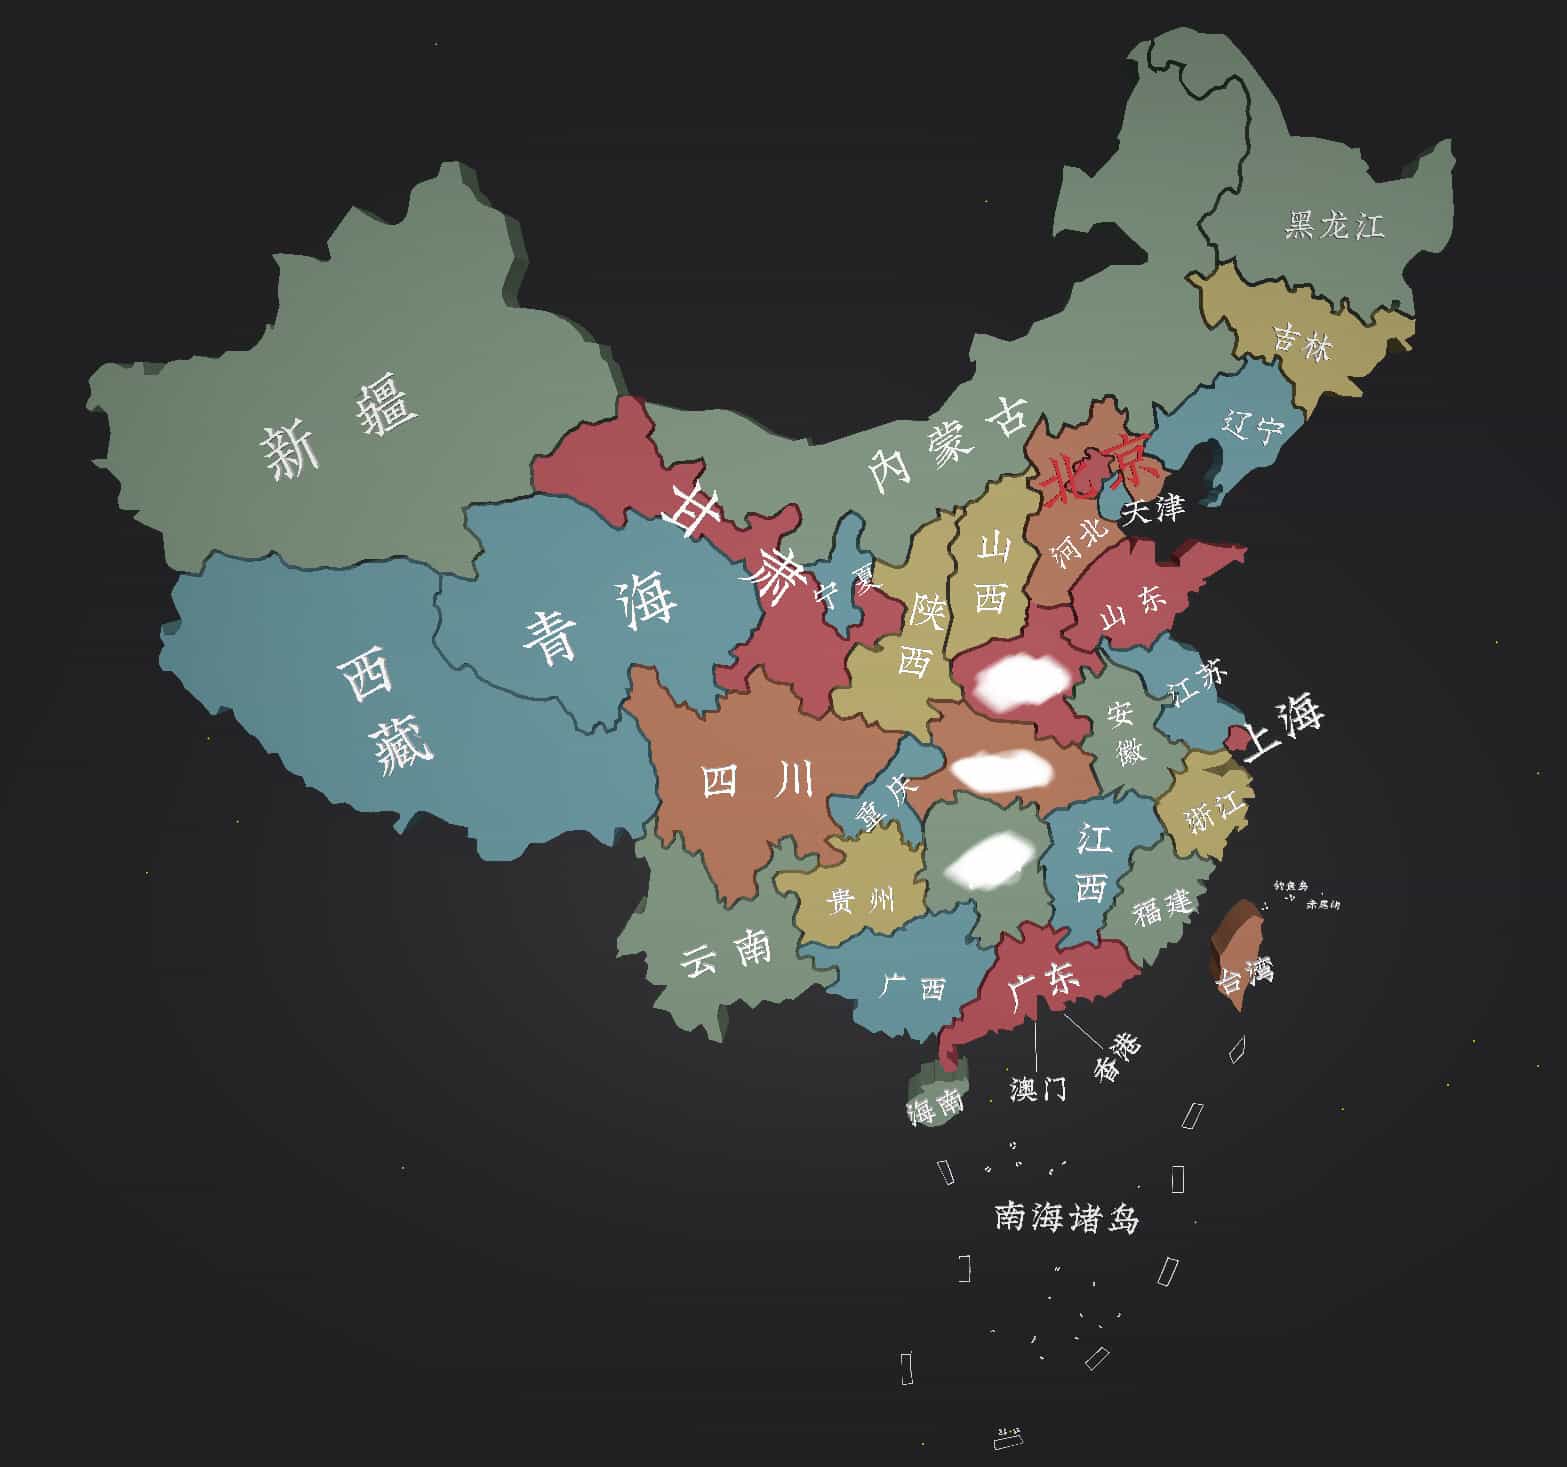 黑龙江
吉林
辽宁
新疆
内蒙古
北京
天津
甘肃
河北
宁夏
山西
青海
陕西
山东
西藏
江苏
安徽
上海
四川
重庆
浙江
江西
贵州
福建
钓鱼岛
赤尾屿
云南
广西
广东
台湾
香港
澳门
海南
南海诸岛